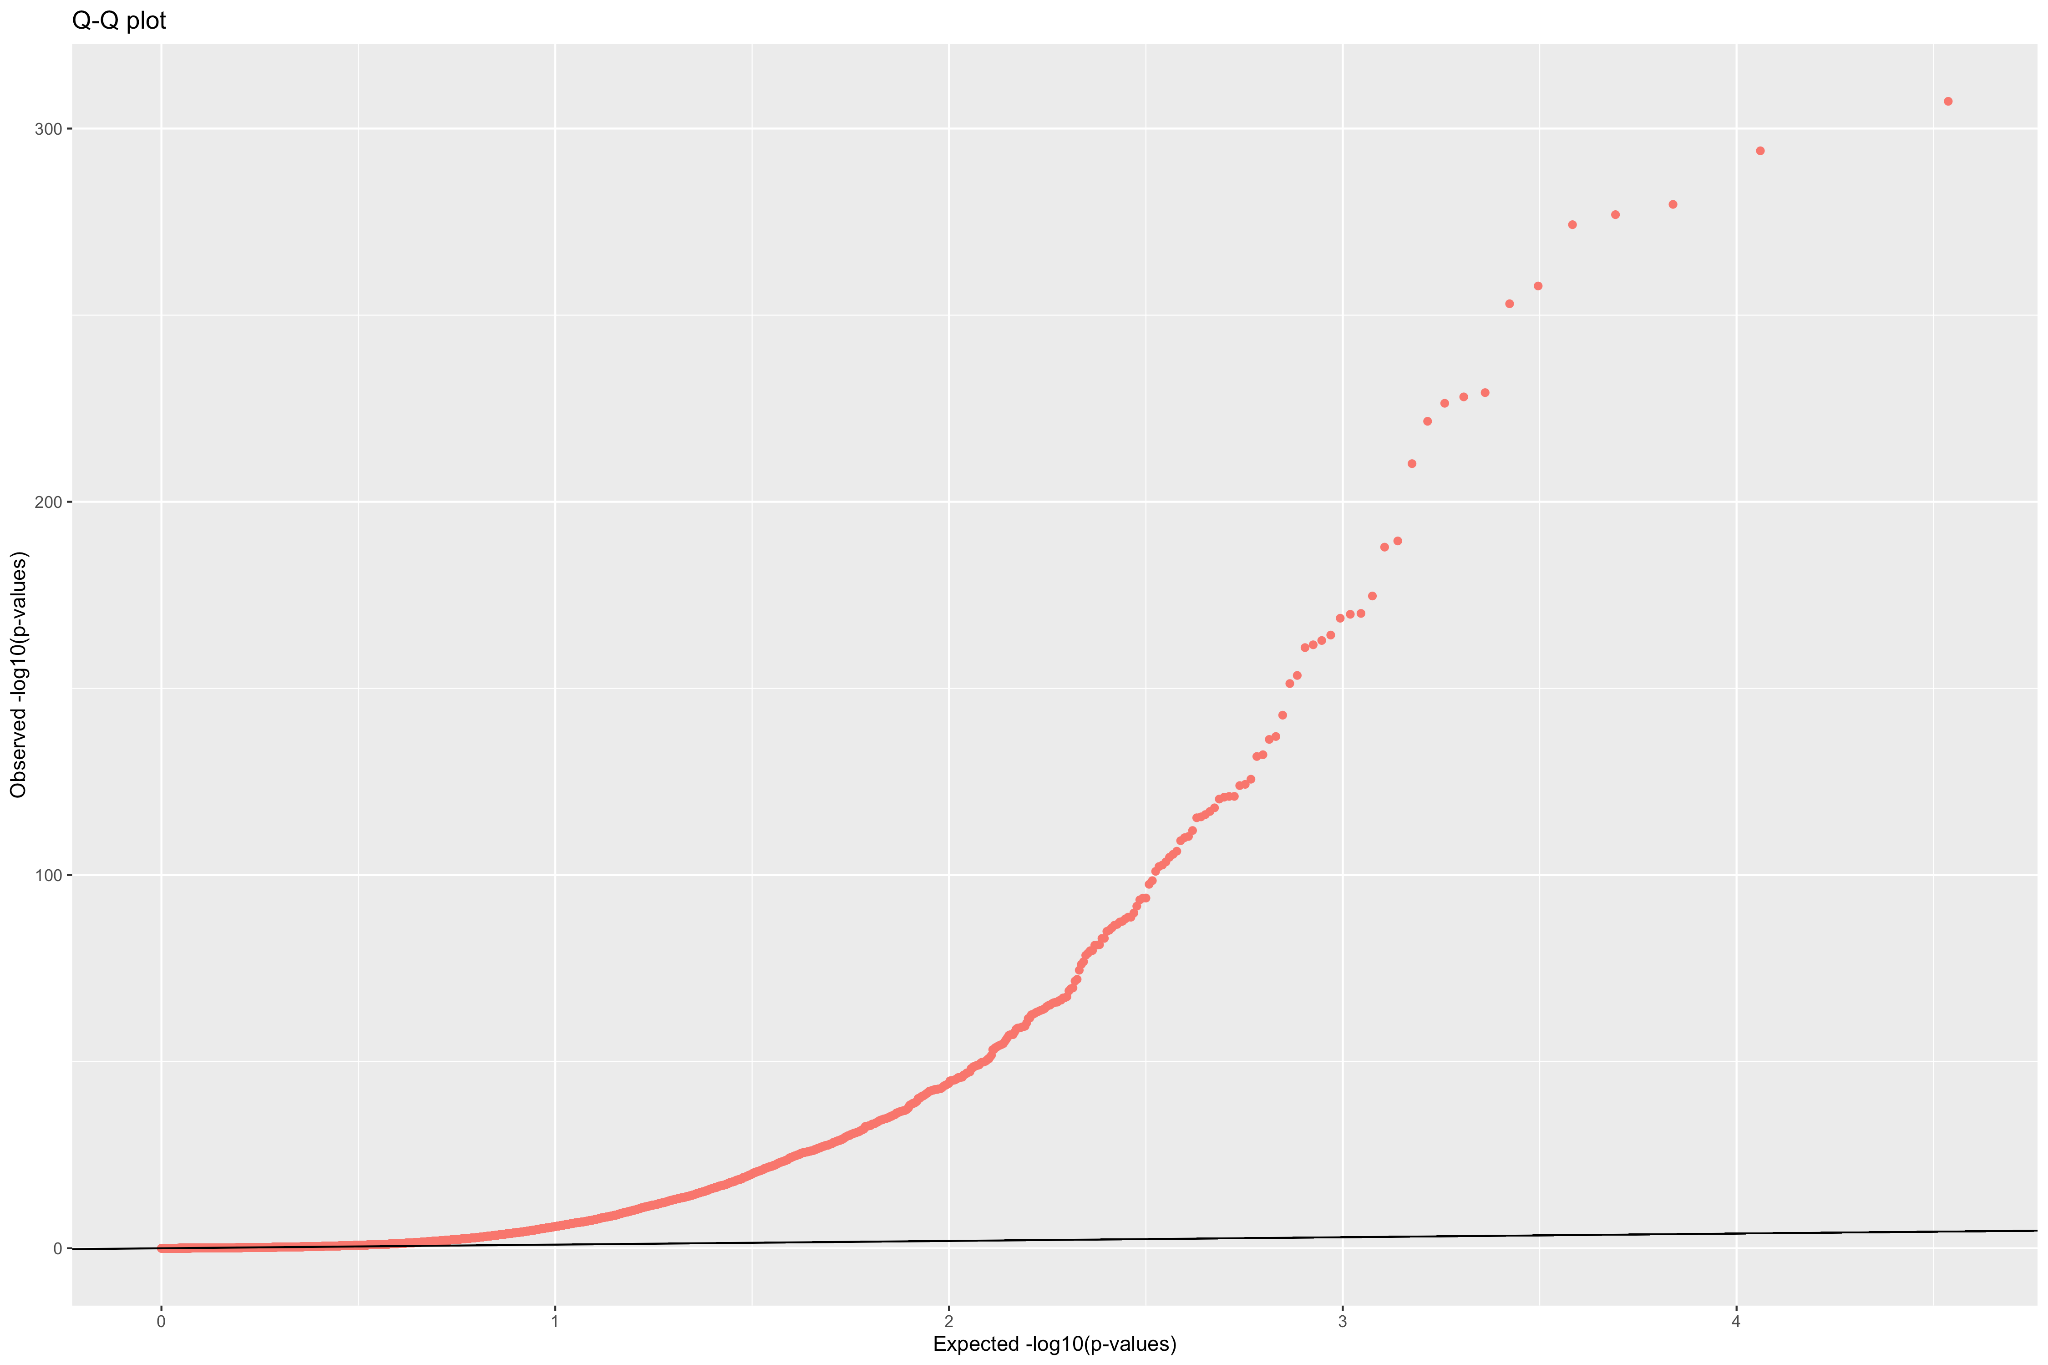 Q-Q plot
300
200
100
0
Observed -log10(p-values)
0 1 2 3 4
Expected -log10(p-values)